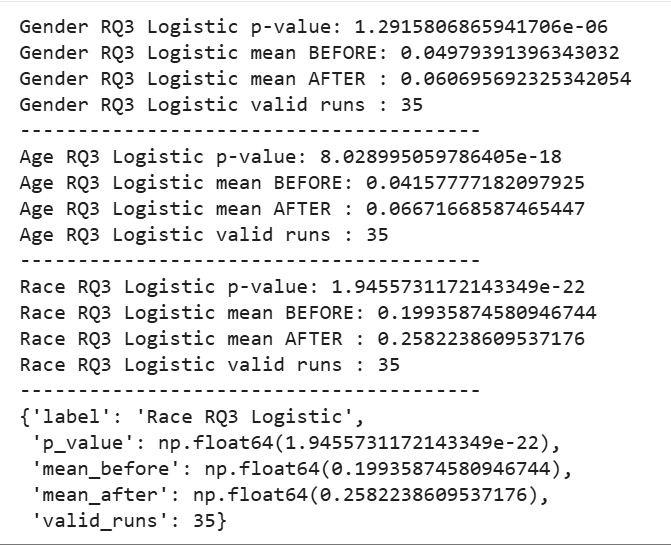 Gender RQ3 Logistic p-value: 1.2915806865941706e-06
Gender RQ3 Logistic mean BEFORE: 0.04979391396343032
Gender RQ3 Logistic mean AFTER : 0.060695692325342054
Gender RQ3 Logistic valid runs : 35
----------------------------------------
Age RQ3 Logistic p-value: 8.028995059786405e-18
Age RQ3 Logistic mean BEFORE: 0.04157777182097925
Age RQ3 Logistic mean AFTER : 0.06671668587465447
Age RQ3 Logistic valid runs : 35
----------------------------------------
Race RQ3 Logistic p-value: 1.9455731172143349e-22
Race RQ3 Logistic mean BEFORE: 0.19935874580946744
Race RQ3 Logistic mean AFTER : 0.2582238609537176
Race RQ3 Logistic valid runs : 35
----------------------------------------
{'label': 'Race RQ3 Logistic',
 'p_value': np.float64(1.9455731172143349e-22),
 'mean_before': np.float64(0.19935874580946744),
 'mean_after': np.float64(0.2582238609537176),
 'valid_runs': 35}